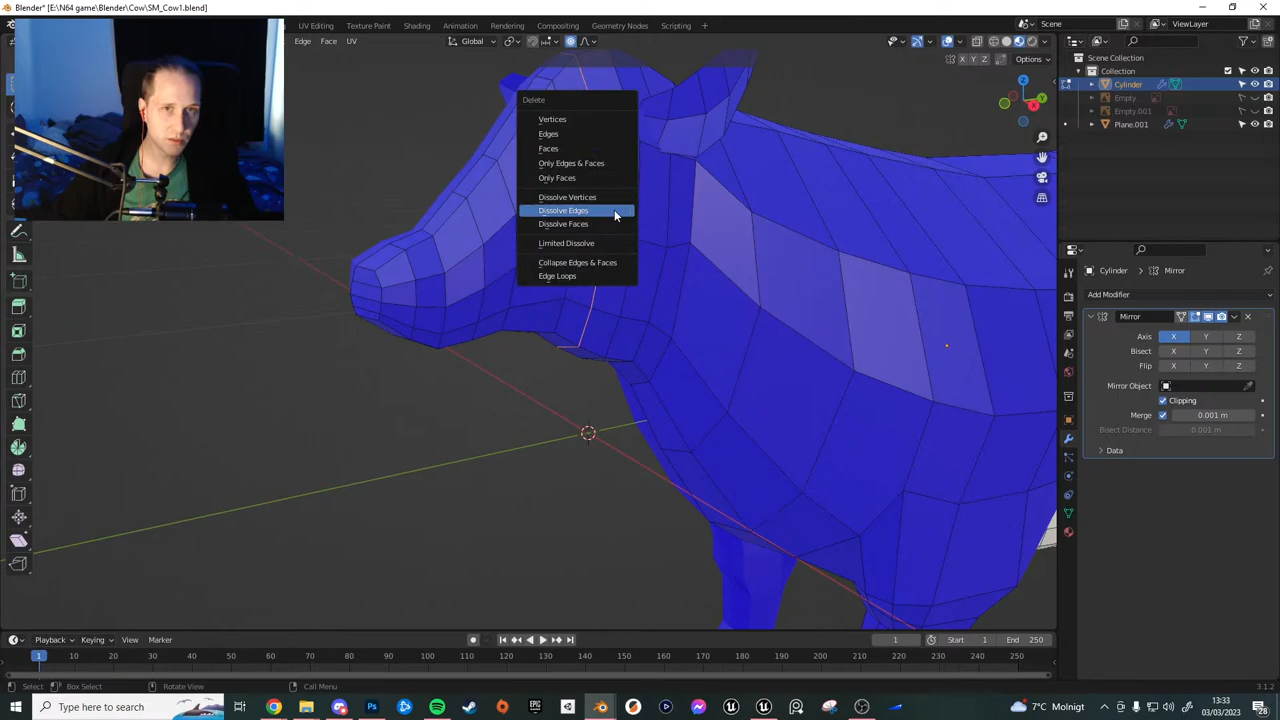 Blender* [E:\N64 game\Blender\Cow\SM_Cow1.blend]
UV Editing
Texture Paint
Shading
Animation
Rendering
Compositing
Geometry Nodes
Scripting
+
Scene
ViewLayer
Edge
Face
UV
Global
X Y Z
Options
Scene Collection
Collection
Cylinder
Empty
Empty.001
Plane.001
Z
Y
X
Delete
Vertices
Edges
Faces
Only Edges & Faces
Only Faces
Dissolve Vertices
Dissolve Edges
Dissolve Faces
Limited Dissolve
Collapse Edges & Faces
Edge Loops
Cylinder
Mirror
Add Modifier
Mirror
Axis X Y Z
Bisect X Y Z
Flip X Y Z
Mirror Object
Clipping
Merge 0.001 m
Bisect Distance 0.001 m
Data
Playback
Keying
View
Marker
1
Start 1
End 250
1 10 20 30 40 50 60 70 80 90 100 110 120 130 140 150 160 170 180 190 200 210 220 230 240 250
Select
Box Select
Rotate View
Call Menu
3.1.2
Type here to search
7°C Molnigt
13:33
03/03/2023